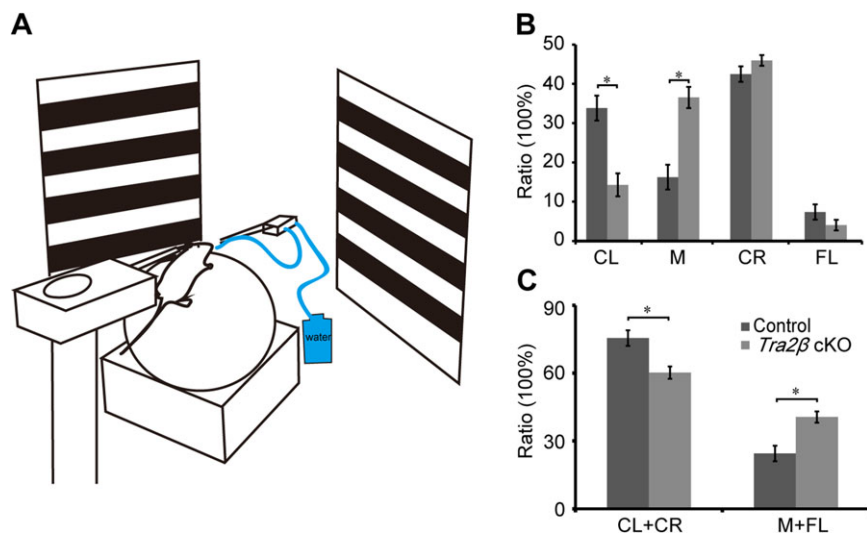 A
water
B
Ratio (100%)
50
40
30
20
10
0
*
*
CL M CR FL
C
Ratio (100%)
90
60
30
0
*
*
Control
Tra2β cKO
CL+CR M+FL